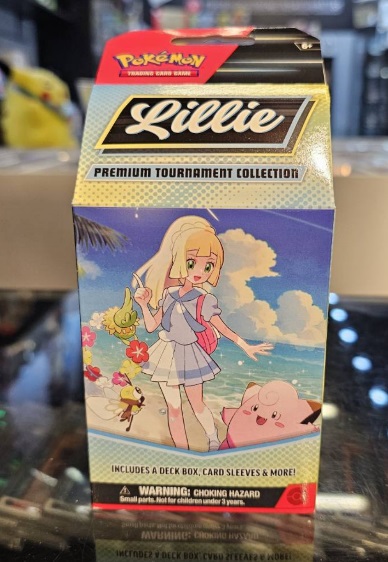 POKéMON
TRADING CARD GAME
6+
Lillie
PREMIUM TOURNAMENT COLLECTION
INCLUDES A DECK BOX, CARD SLEEVES & MORE!
WARNING: CHOKING HAZARD
Small parts. Not for children under 3 years.